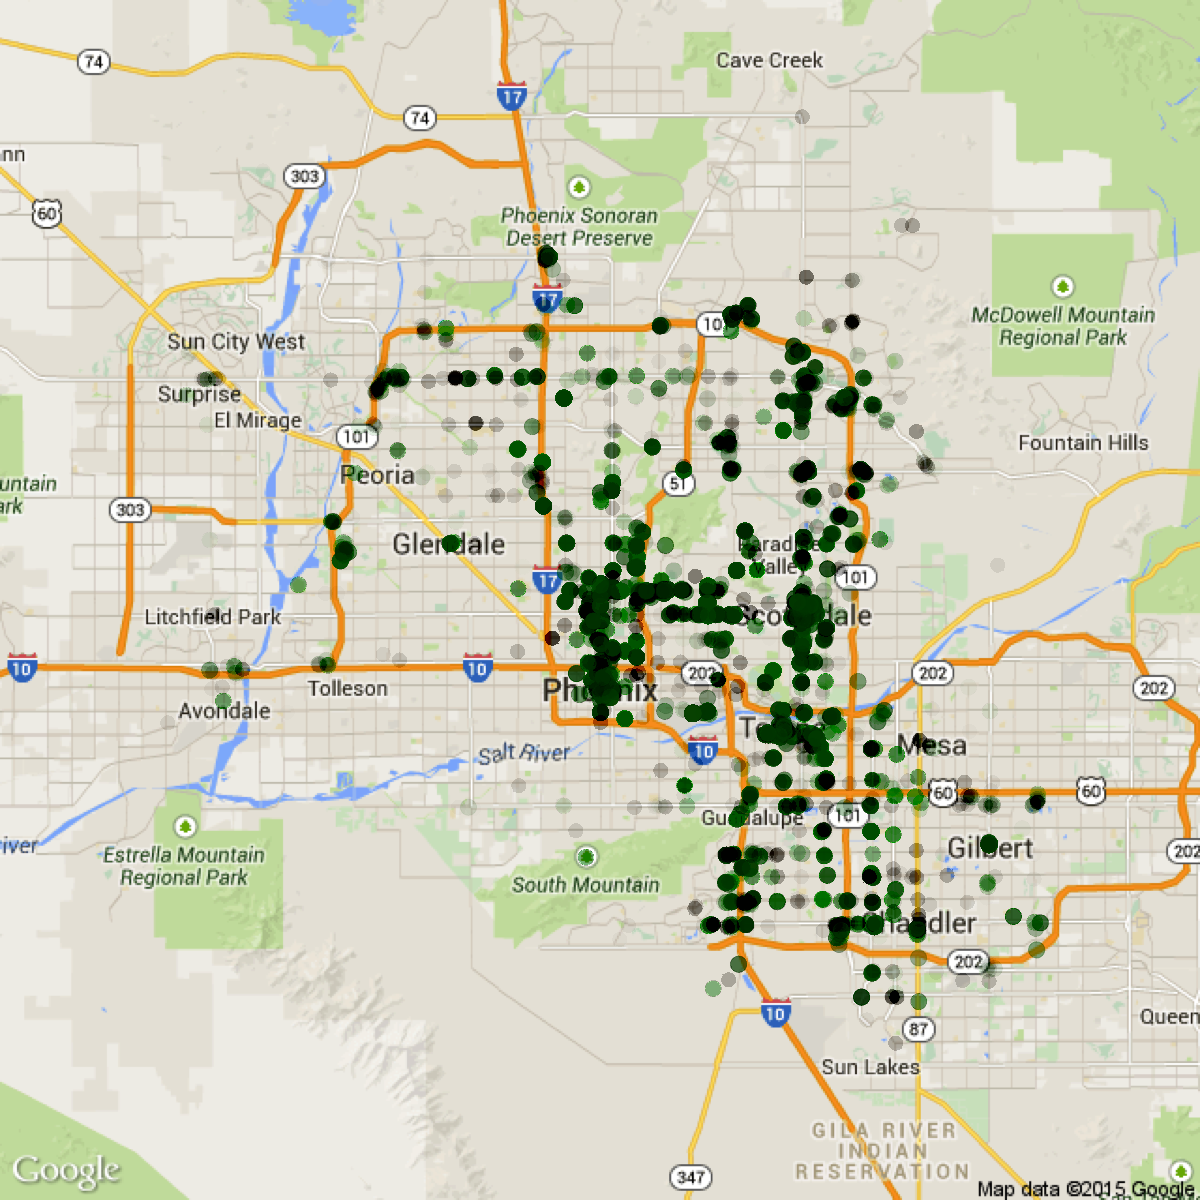 Cave Creek
74
17
74
nn
303
60
Phoenix Sonoran
Desert Preserve
McDowell Mountain
Regional Park
17
10
Sun City West
Surprise
El Mirage
101
Fountain Hills
Peoria
untain
ark
51
303
Glendale
Paradise
Valley
17
101
Litchfield Park
Scottsdale
10
10
202
202
202
Phoenix
Tolleson
Avondale
Tempe
Mesa
Salt River
10
60
60
Guadalupe
101
river
Estrella Mountain
Regional Park
South Mountain
Gilbert
202
Chandler
202
10
87
Queen
Sun Lakes
GILA RIVER
INDIAN
RESERVATION
347
Google
Map data ©2015 Google